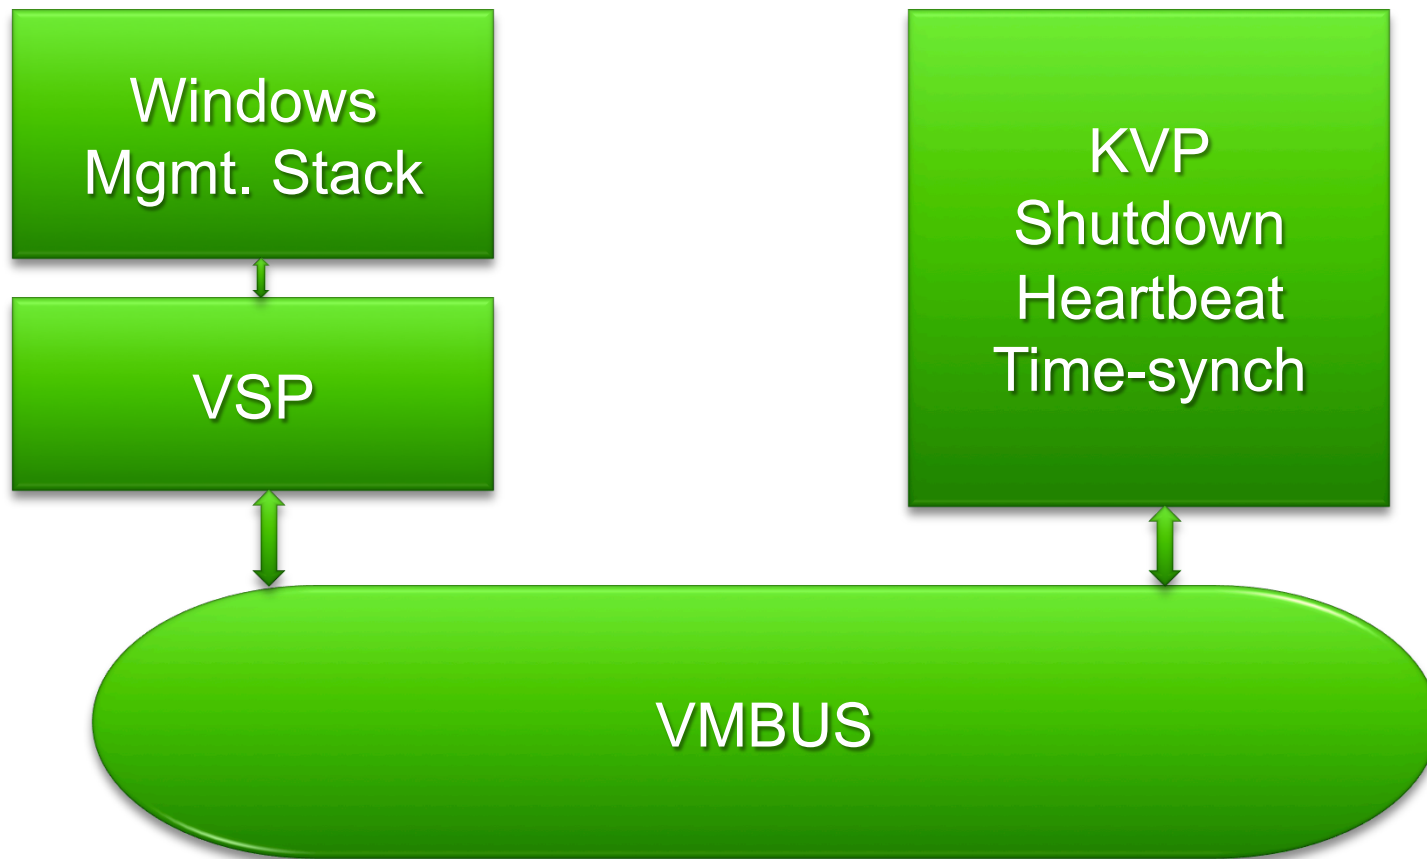 Windows
Mgmt. Stack
VSP
KVP
Shutdown
Heartbeat
Time-synch
VMBUS